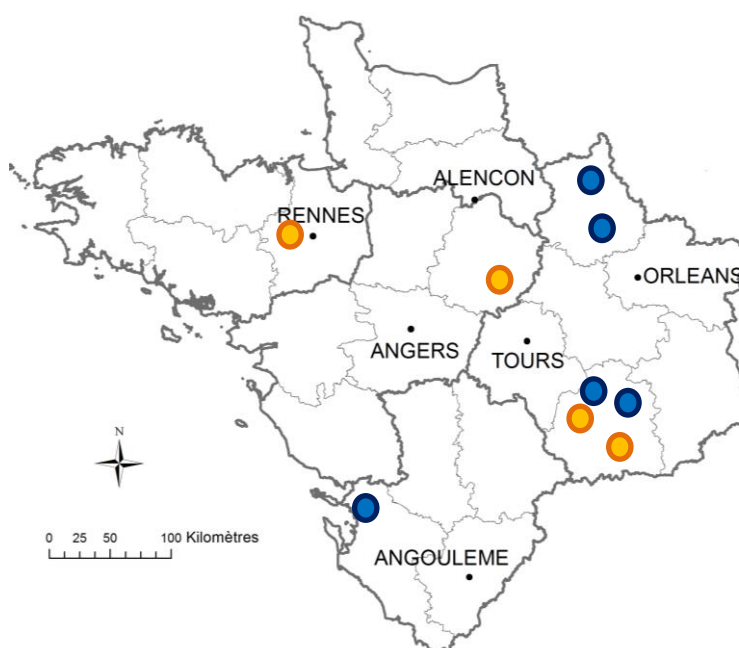 ALENCON
RENNES
ORLEANS
ANGERS
TOURS
N
0 25 50 100 Kilomètres
ANGOULEME